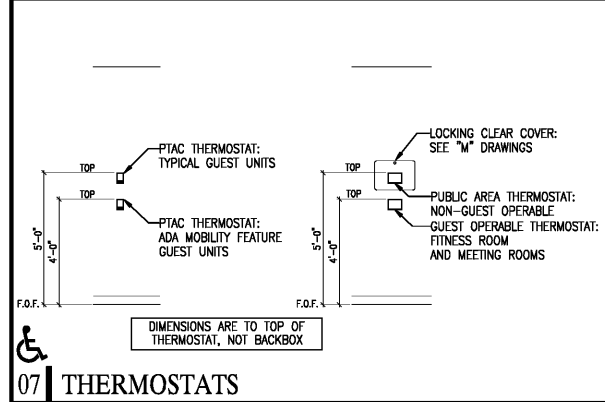 TOP
PTAC THERMOSTAT:
TYPICAL GUEST UNITS
TOP
PTAC THERMOSTAT:
ADA MOBILITY FEATURE
GUEST UNITS
5'-0"
4'-0"
F.O.F.
LOCKING CLEAR COVER:
SEE "M" DRAWINGS
TOP
PUBLIC AREA THERMOSTAT:
NON-GUEST OPERABLE
TOP
GUEST OPERABLE THERMOSTAT:
FITNESS ROOM
AND MEETING ROOMS
5'-0"
4'-0"
F.O.F.
DIMENSIONS ARE TO TOP OF
THERMOSTAT, NOT BACKBOX
07 THERMOSTATS